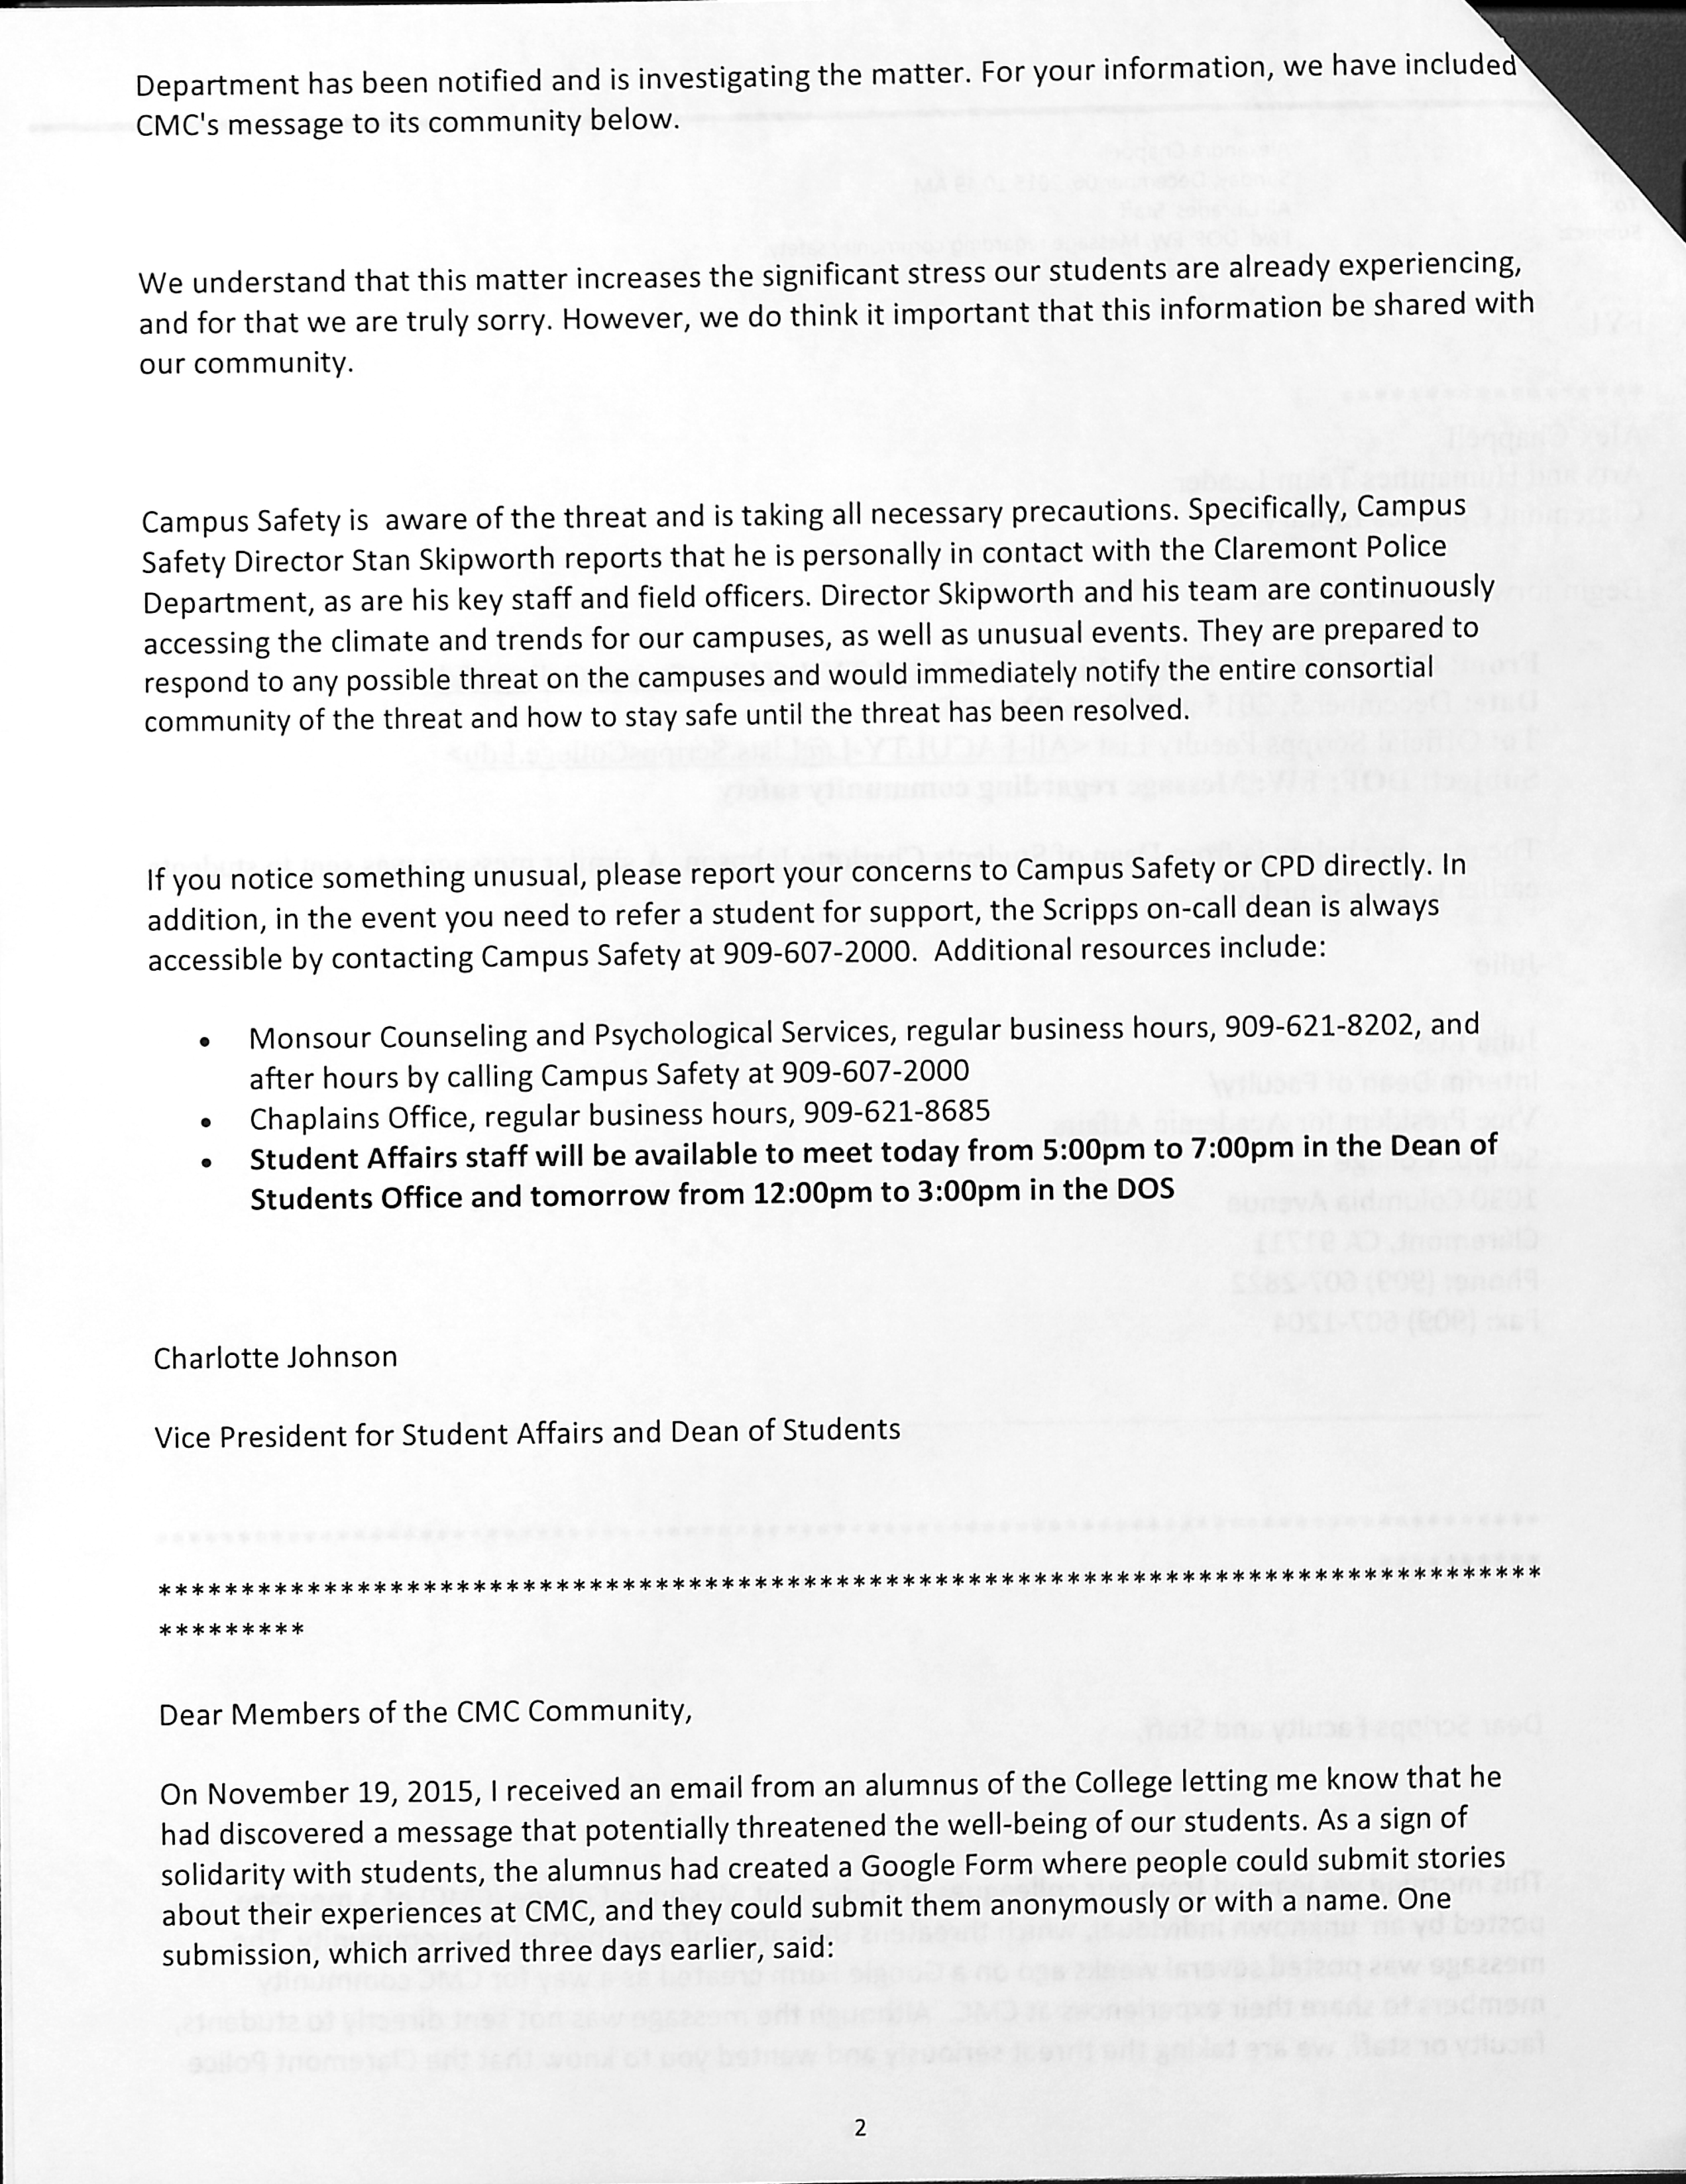 Department has been notified and is investigating the matter. For your information, we have included
CMC's message to its community below.
We understand that this matter increases the significant stress our students are already experiencing,
and for that we are truly sorry. However, we do think it important that this information be shared with
our community.
Campus Safety is  aware of the threat and is taking all necessary precautions. Specifically, Campus
Safety Director Stan Skipworth reports that he is personally in contact with the Claremont Police
Department, as are his key staff and field officers. Director Skipworth and his team are continuously
accessing the climate and trends for our campuses, as well as unusual events. They are prepared to
respond to any possible threat on the campuses and would immediately notify the entire consortial
community of the threat and how to stay safe until the threat has been resolved.
If you notice something unusual, please report your concerns to Campus Safety or CPD directly. In
addition, in the event you need to refer a student for support, the Scripps on-call dean is always
accessible by contacting Campus Safety at 909-607-2000.  Additional resources include:
• Monsour Counseling and Psychological Services, regular business hours, 909-621-8202, and
after hours by calling Campus Safety at 909-607-2000
• Chaplains Office, regular business hours, 909-621-8685
• Student Affairs staff will be available to meet today from 5:00pm to 7:00pm in the Dean of
Students Office and tomorrow from 12:00pm to 3:00pm in the DOS
Charlotte Johnson
Vice President for Student Affairs and Dean of Students
************************************************************************************
*********
Dear Members of the CMC Community,
On November 19, 2015, I received an email from an alumnus of the College letting me know that he
had discovered a message that potentially threatened the well-being of our students. As a sign of
solidarity with students, the alumnus had created a Google Form where people could submit stories
about their experiences at CMC, and they could submit them anonymously or with a name. One
submission, which arrived three days earlier, said:
2